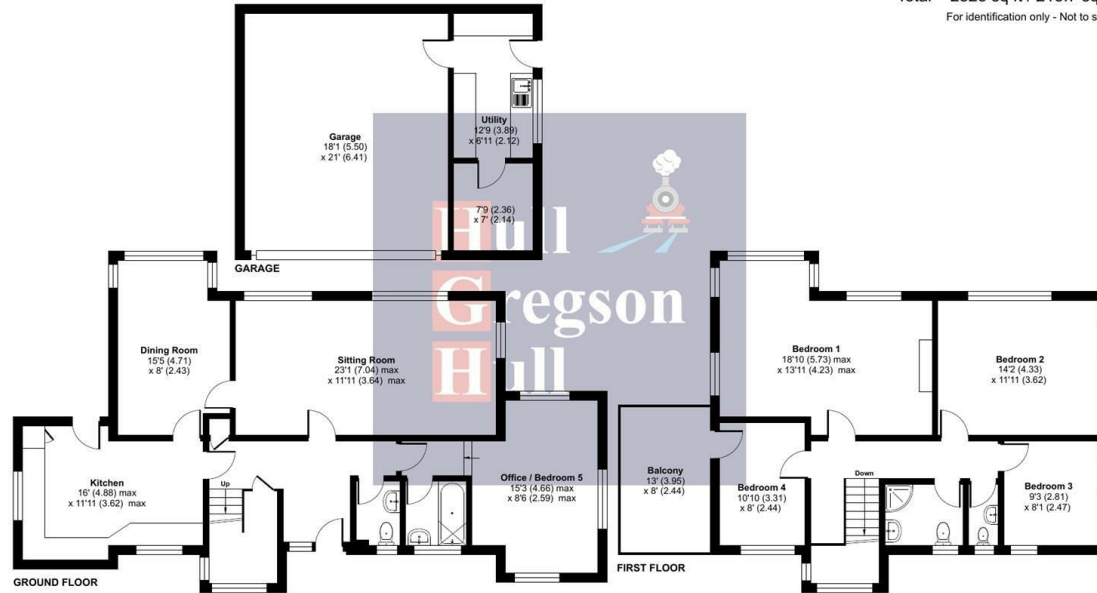 For identification only - Not to s
Garage
18'1 (5.50)
x 21' (6.41)
Utility
12'9 (3.89)
x 6'11 (2.12)
7'9 (2.36)
x 7' (2.14)
GARAGE
Hull
Gregson
Hull
Dining Room
15'5 (4.71)
x 8' (2.43)
Sitting Room
23'1 (7.04) max
x 11'11 (3.64) max
Kitchen
16' (4.88) max
x 11'11 (3.62) max
Up
Office / Bedroom 5
15'3 (4.66) max
x 8'6 (2.59) max
GROUND FLOOR
Bedroom 1
18'10 (5.73) max
x 13'11 (4.23) max
Bedroom 2
14'2 (4.33)
x 11'11 (3.62)
Balcony
13' (3.95)
x 8' (2.44)
Bedroom 4
10'10 (3.31)
x 8' (2.44)
Down
Bedroom 3
9'3 (2.81)
x 8'1 (2.47)
FIRST FLOOR